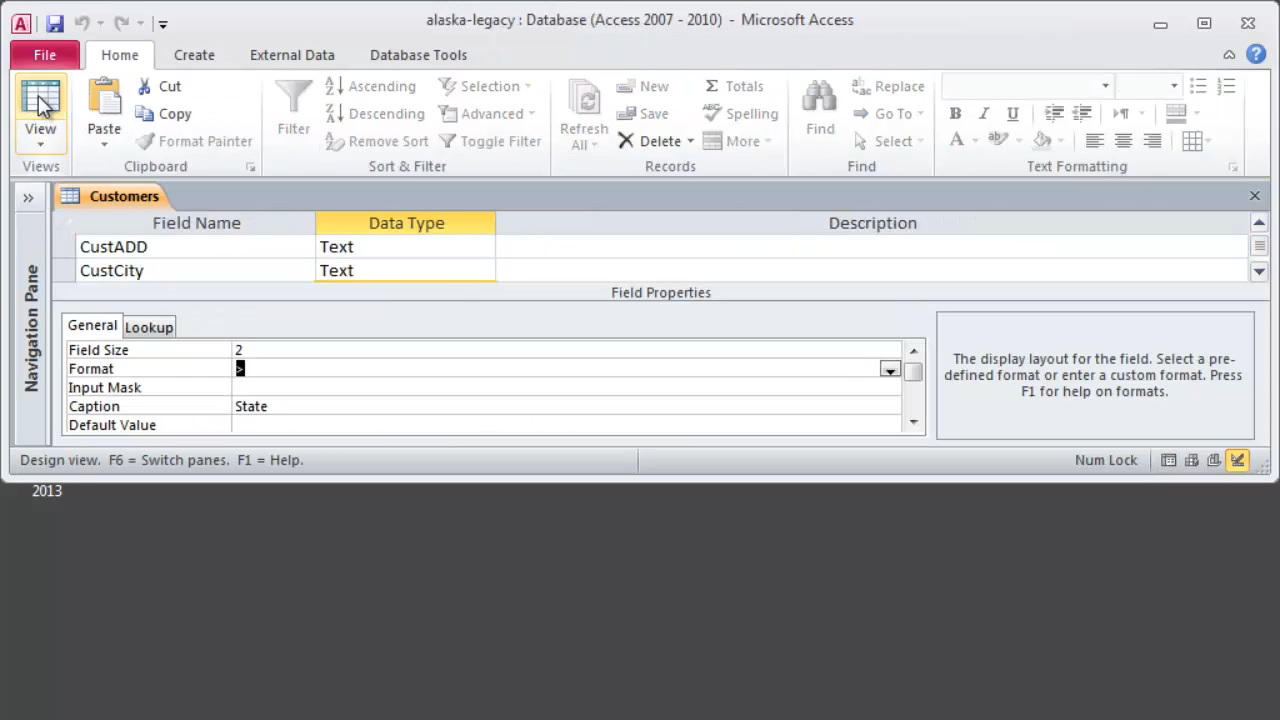 alaska-legacy : Database (Access 2007 - 2010) - Microsoft Access
File Home Create External Data Database Tools
View
Views
Paste
Cut
Copy
Format Painter
Clipboard
Filter
Ascending
Descending
Remove Sort
Selection
Advanced
Toggle Filter
Sort & Filter
Refresh
All
New
Save
Delete
Totals
Spelling
More
Records
Find
Replace
Go To
Select
Find
B I U
A
Text Formatting
Navigation Pane
Customers
Field Name Data Type Description
CustADD Text
CustCity Text
Field Properties
General Lookup
Field Size 2
Format >
Input Mask
Caption State
Default Value
The display layout for the field. Select a pre-
defined format or enter a custom format. Press
F1 for help on formats.
Design view. F6 = Switch panes. F1 = Help.
Num Lock
2013